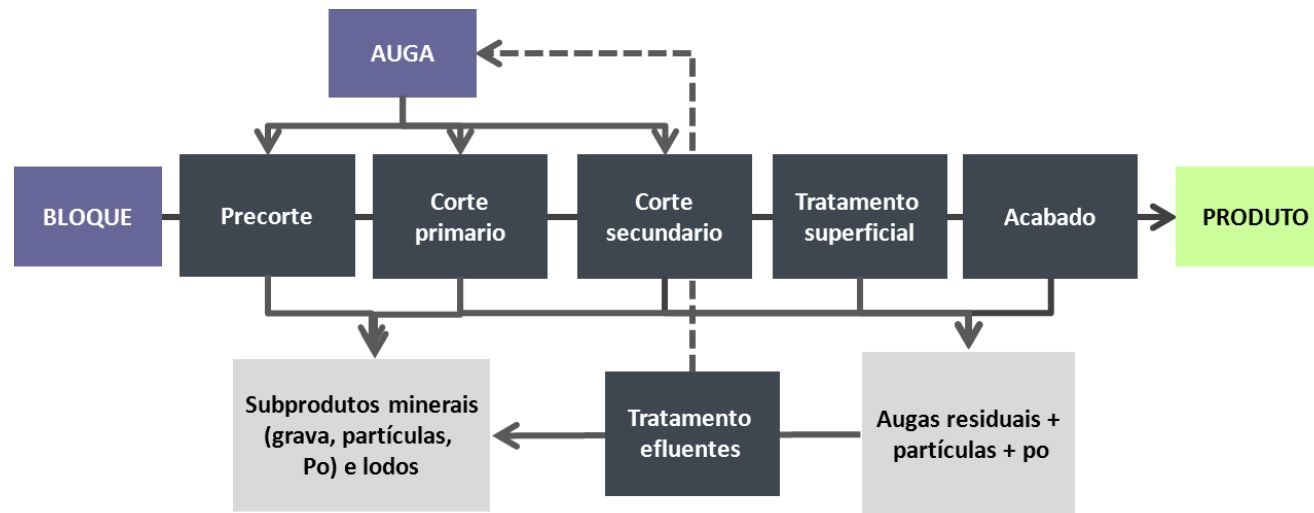 AUGA
BLOQUE
Precorte
Corte
primario
Corte
secundario
Tratamento
superficial
Acabado
PRODUTO
Subprodutos minerais
(grava, partículas,
Po) e lodos
Tratamento
efluentes
Augas residuais +
partículas + po